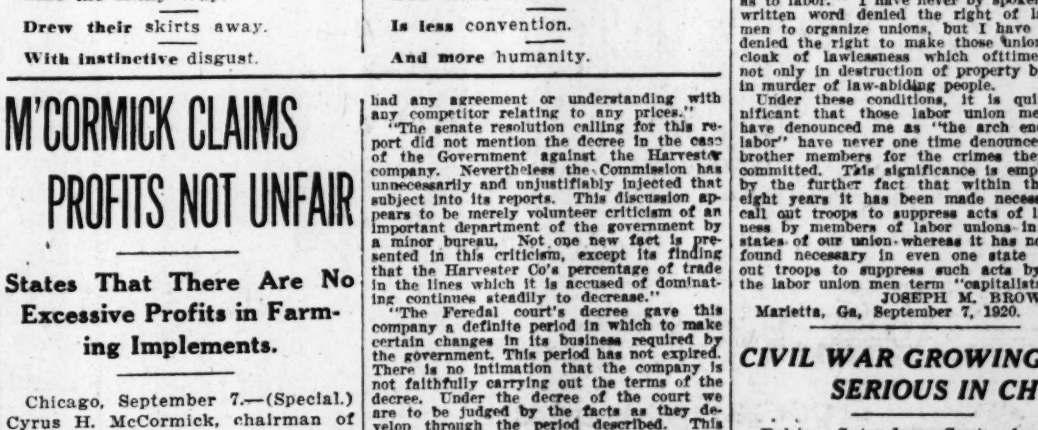 Drew their skirts away.
With instinctive disgust.
Is less convention.
And more humanity.
M'CORMICK CLAIMS
PROFITS NOT UNFAIR
States That There Are No
Excessive Profits in Farm-
ing Implements.
Chicago, September 7.—(Special.)
Cyrus H. McCormick, chairman of
had any agreement or understanding with
any competitor relating to any prices."
"The senate resolution calling for this re-
port did not mention the decree in the case
of the Government against the Harvester
company. Nevertheless the Commission has
unnecessarily and unjustifiably injected that
subject into its reports. This discussion ap-
pears to be merely volunteer criticism of an
important department of the government by
a minor bureau. Not one new fact is pre-
sented in this criticism, except its finding
that the Harvester Co's percentage of trade
in the lines which it is accused of dominat-
ing continues steadily to decrease."
"The Feredal court's decree gave this
company a definite period in which to make
certain changes in its business required by
the government. This period has not expired.
There is no intimation that the company is
not faithfully carrying out the terms of the
decree. Under the decree of the court we
are to be judged by the facts as they de-
velop through the period described. This
as to labor." I have never by spoken
written word denied the right of
men to organize unions, but I have
denied the right to make those union
cloak of lawlessness which ofttime
not only in destruction of property
in murder of law-abiding people.
Under these conditions, it is
nificant that those labor union
have denounced me as "the arch
labor" have never one time denounce
brother members for the crimes
committed. This significance is
by the further fact that within
eight years it has been made
call out troops to suppress acts of
ness by members of labor unions in
states of our union whereas it has
found necessary in even one state
out troops to suppress such acts by
the labor union men term "capitalist
JOSEPH M. BROW
Marietta, Ga, September 7, 1920.
CIVIL WAR GROWING
SERIOUS IN CH